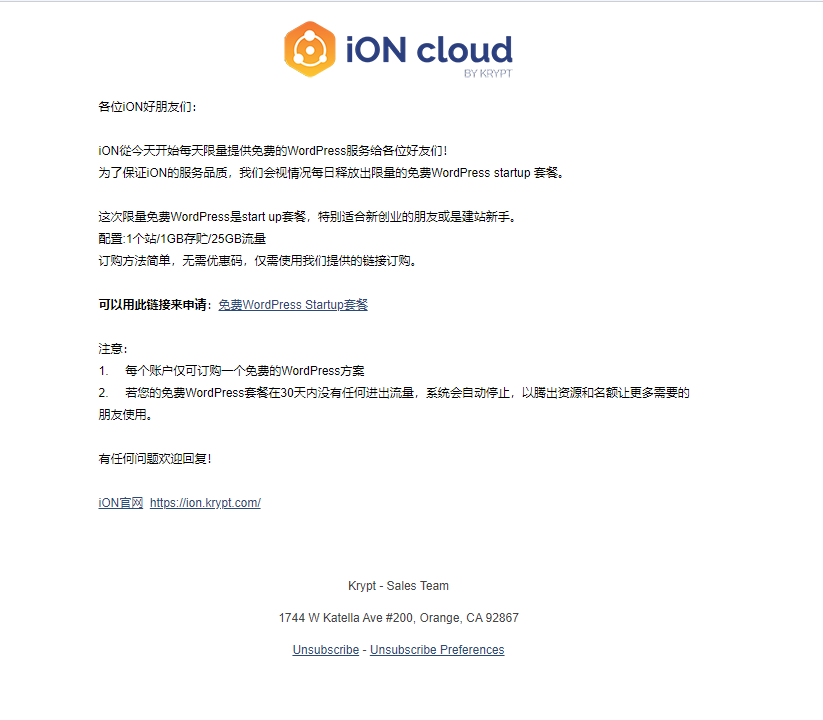 iON cloud
BY KRYPT
各位iON好朋友们：
iON從今天开始每天限量提供免费的WordPress服务给各位好友们！
为了保证iON的服务品质，我们会视情况每日释放出限量的免费WordPress startup 套餐。
这次限量免费WordPress是start up套餐，特别适合新创业的朋友或是建站新手。
配置:1个站/1GB存贮/25GB流量
订购方法简单，无需优惠码，仅需使用我们提供的链接订购。
可以用此链接来申请：免费WordPress Startup套餐
注意：
1. 每个账户仅可订购一个免费的WordPress方案
2. 若您的免费WordPress套餐在30天内没有任何进出流量，系统会自动停止，以腾出资源和名额让更多需要的
朋友使用。
有任何问题欢迎回复！
iON官网 https://ion.krypt.com/
Krypt - Sales Team
1744 W Katella Ave #200, Orange, CA 92867
Unsubscribe - Unsubscribe Preferences